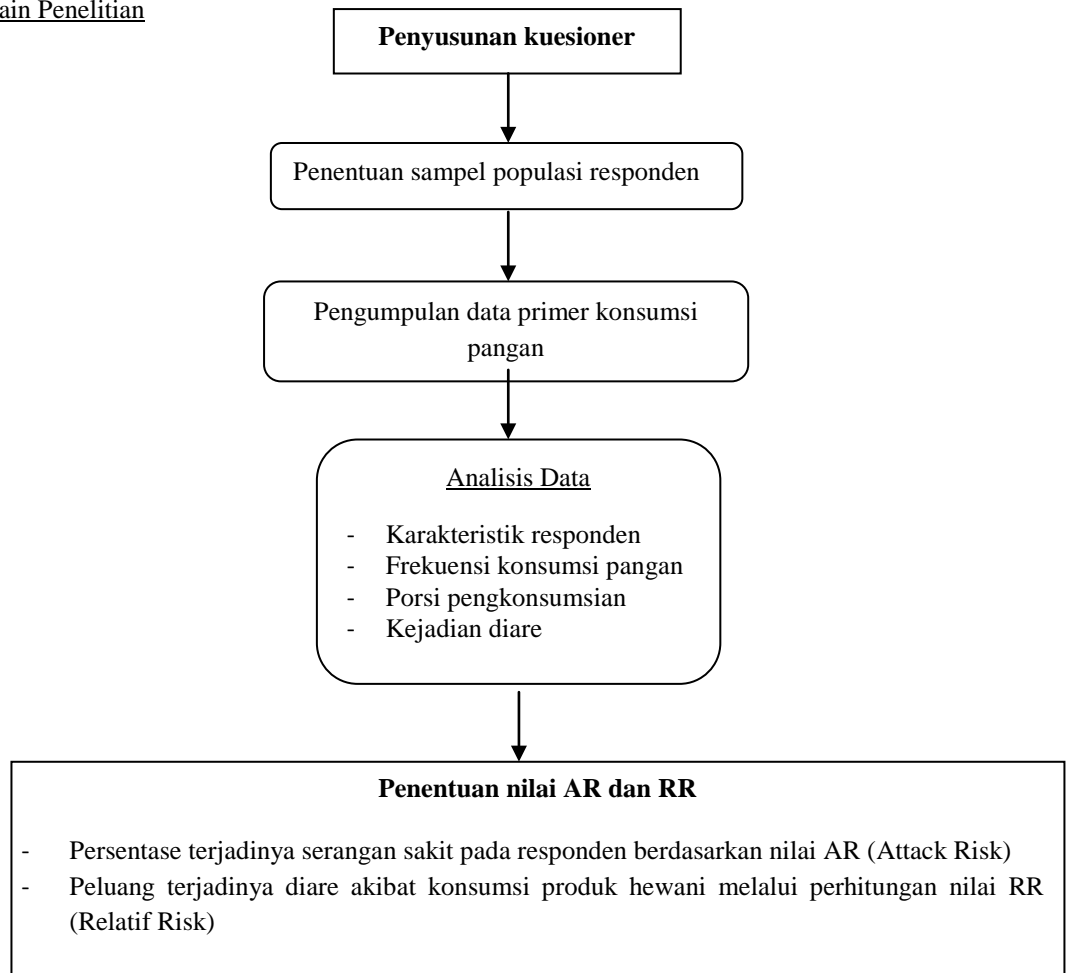 ain Penelitian
Penyusunan kuesioner
Penentuan sampel populasi responden
Pengumpulan data primer konsumsi
pangan
Analisis Data
- Karakteristik responden
- Frekuensi konsumsi pangan
- Porsi pengkonsumsian
- Kejadian diare
Penentuan nilai AR dan RR
- Persentase terjadinya serangan sakit pada responden berdasarkan nilai AR (Attack Risk)
- Peluang terjadinya diare akibat konsumsi produk hewani melalui perhitungan nilai RR
(Relatif Risk)